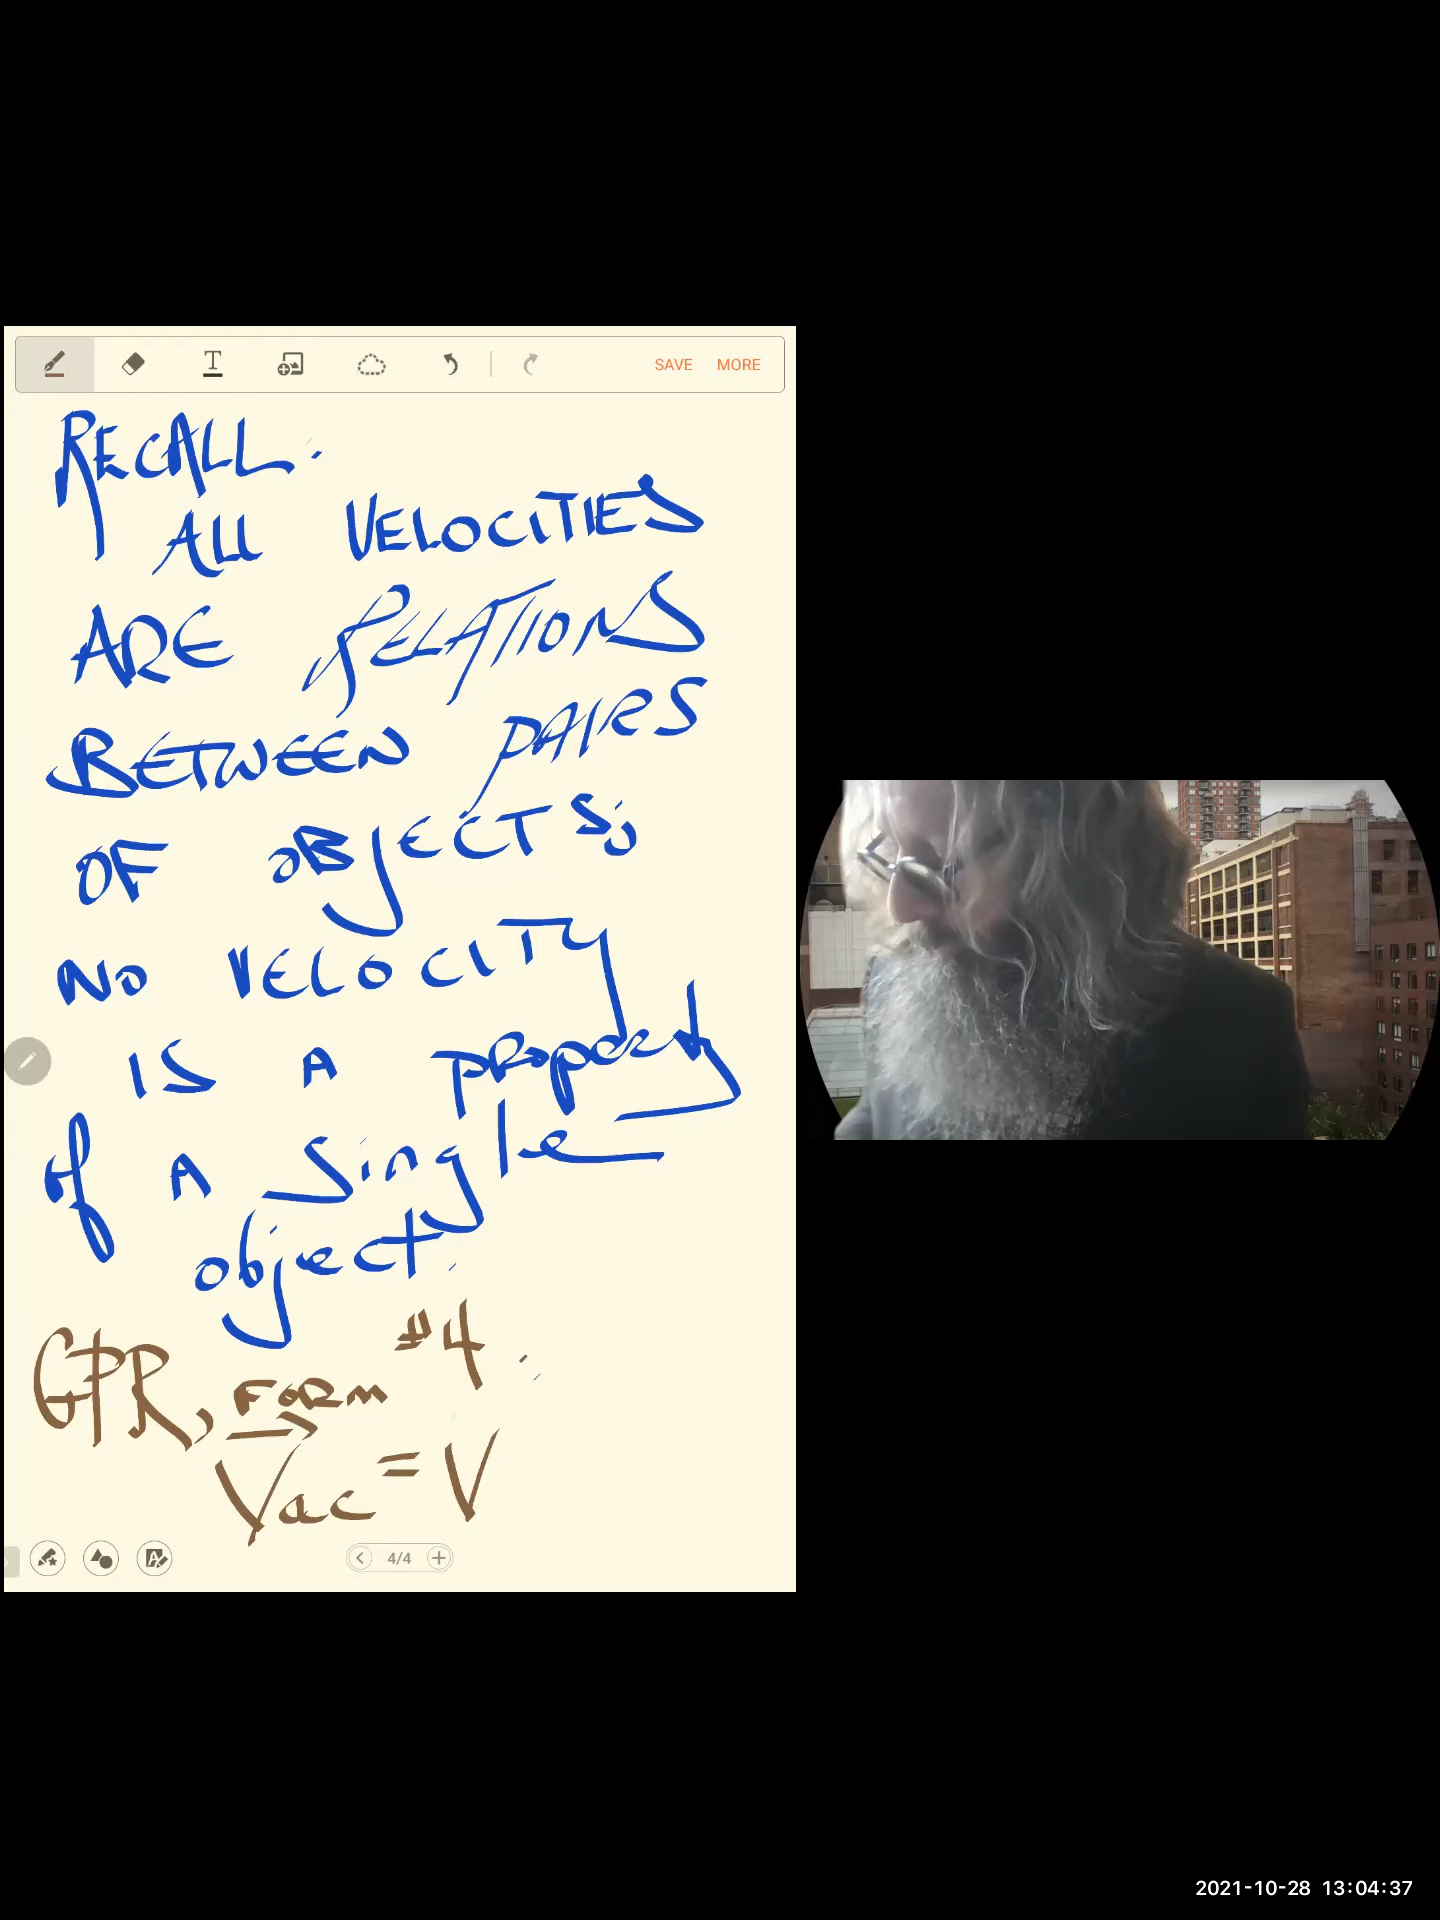 T
SAVE MORE
RECALL.
ALL VELOCITIES
ARE RELATIONS
BETWEEN PAIRS
OF OBJECTS;
NO VELOCITY
IS A property
of A Single
object.
GPR, FORM #4:
Vac = V
A
4/4
2021-10-28 13:04:37